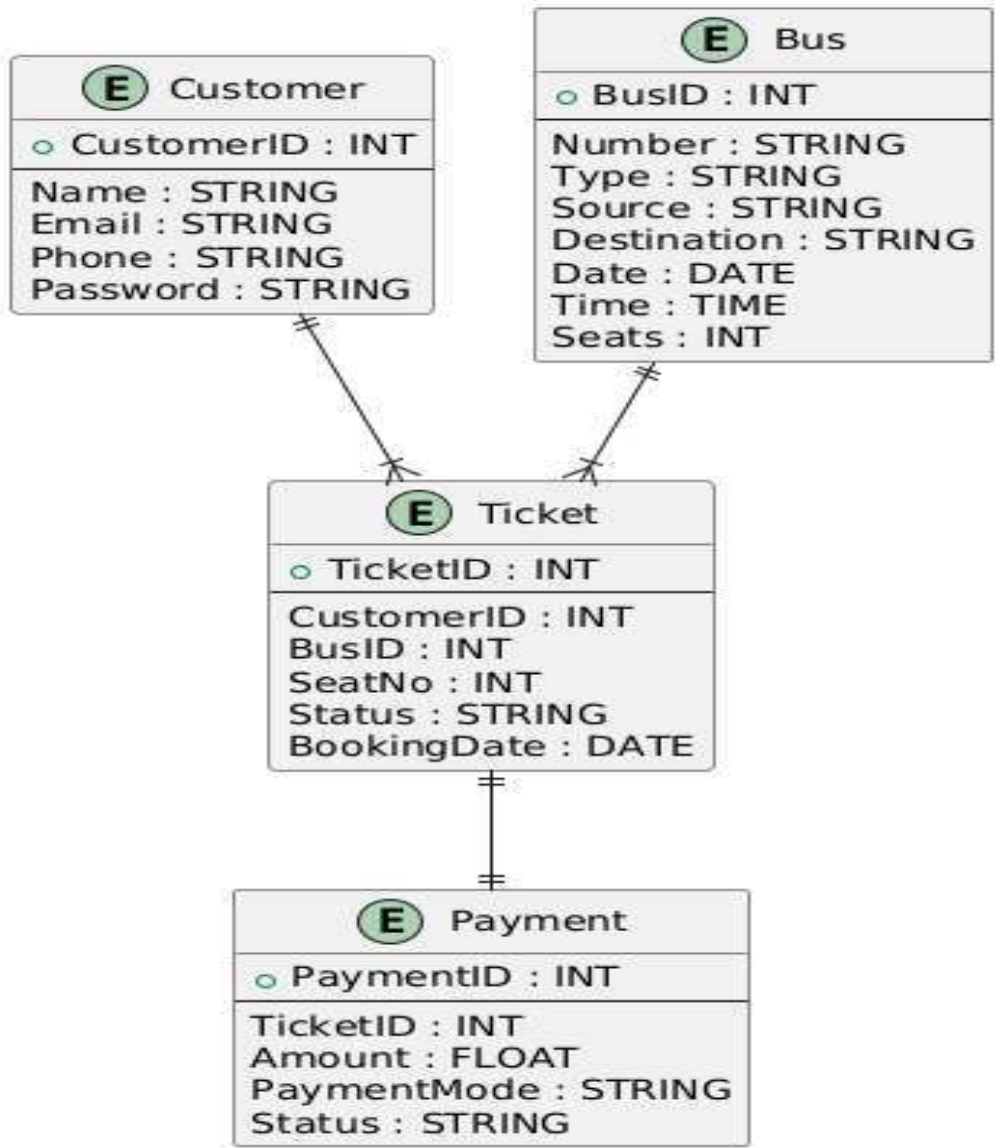 E Customer
CustomerID : INT
Name : STRING
Email : STRING
Phone : STRING
Password : STRING
E Bus
BusID : INT
Number : STRING
Type : STRING
Source : STRING
Destination : STRING
Date : DATE
Time : TIME
Seats : INT
E Ticket
TicketID : INT
CustomerID : INT
BusID : INT
SeatNo : INT
Status : STRING
BookingDate : DATE
E Payment
PaymentID : INT
TicketID : INT
Amount : FLOAT
PaymentMode : STRING
Status : STRING